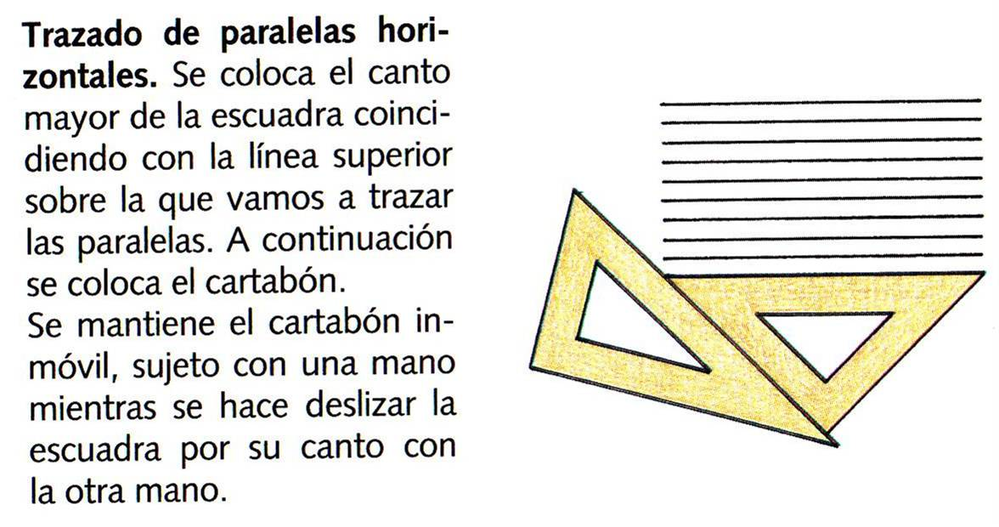 Trazado de paralelas hori-
zontales. Se coloca el canto
mayor de la escuadra coinci-
diendo con la línea superior
sobre la que vamos a trazar
las paralelas. A continuación
se coloca el cartabón.
Se mantiene el cartabón in-
móvil, sujeto con una mano
mientras se hace deslizar la
escuadra por su canto con
la otra mano.